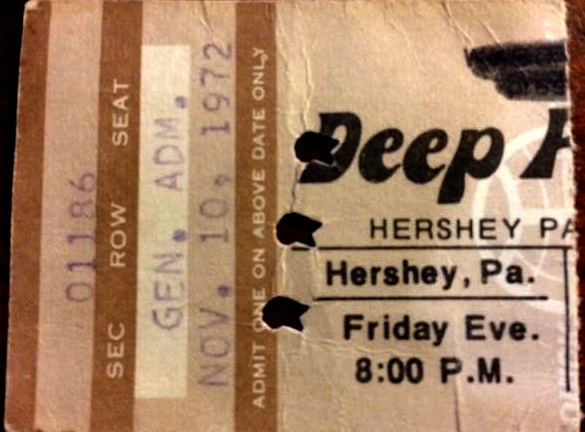 011186
SEC ROW SEAT
GEN. ADM.
NOV. 10, 1972
ADMIT ONE ON ABOVE DATE ONLY
Deep
HERSHEY PA
Hershey, Pa.
Friday Eve.
8:00 P.M.